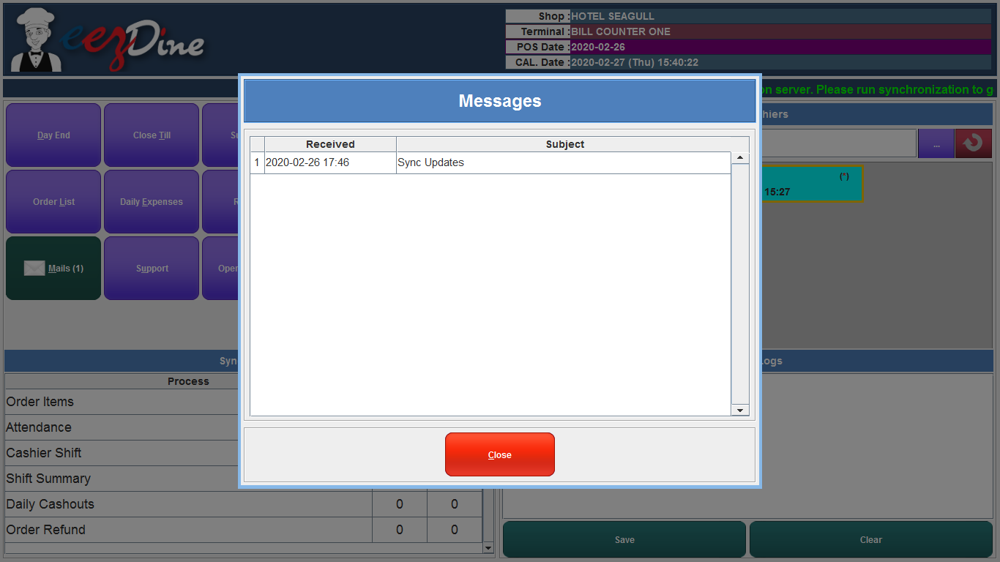 eezDine
Shop : HOTEL SEAGULL
Terminal : BILL COUNTER ONE
POS Date : 2020-02-26
CAL. Date : 2020-02-27 (Thu) 15:40:22
on server. Please run synchronization to g
Messages
Received Subject
1 2020-02-26 17:46 Sync Updates
Close
Day End
Close Till
Order List
Daily Expenses
Mails (1)
Support
...
(*)
15:27
Process
Order Items
Attendance
Cashier Shift
Shift Summary
Daily Cashouts 0 0
Order Refund 0 0
Logs
Save
Clear